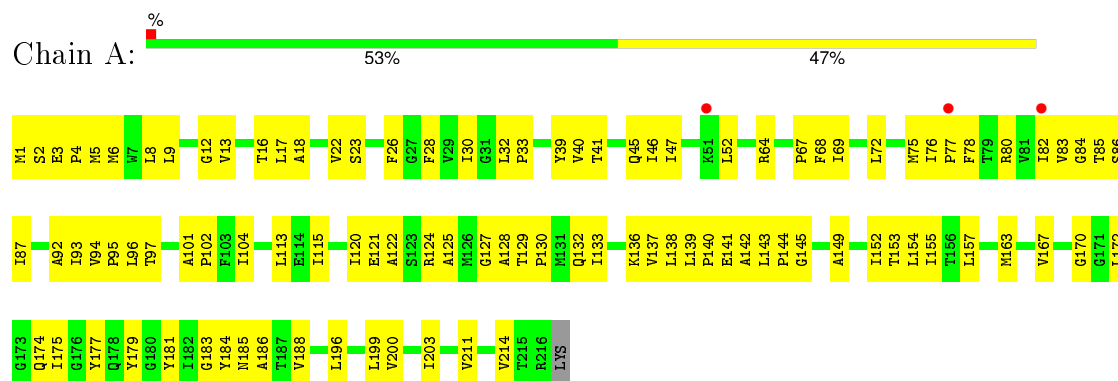 %
Chain A:
53% 47%
M1 S2 E3 P4 M5 M6 W7 L8 L9 G12 V13 T16 L17 A18 V22 S23 F26 G27 F28 V29 I30 G31 L32 P33 Y39 V40 T41 Q45 I46 I47 K51 L52 R64 P67 F68 I69 L72 M75 I76 P77 F78 T79 R80 V81 I82 V83 G84 T85 S86
I87 A92 I93 V94 P95 L96 T97 A101 P102 F103 I104 L113 E114 I115 I120 E121 A122 S123 R124 A125 M126 G127 A128 T129 P130 M131 Q132 I133 K136 V137 L138 L139 P140 E141 A142 L143 P144 G145 A149 I152 T153 L154 I155 T156 L157 M163 V167 G170 G171 L172
G173 Q174 I175 G176 Y177 Q178 Y179 G180 Y181 I182 G183 Y184 N185 A186 T187 V188 L196 L199 V200 I203 V211 V214 T215 R216 LYS